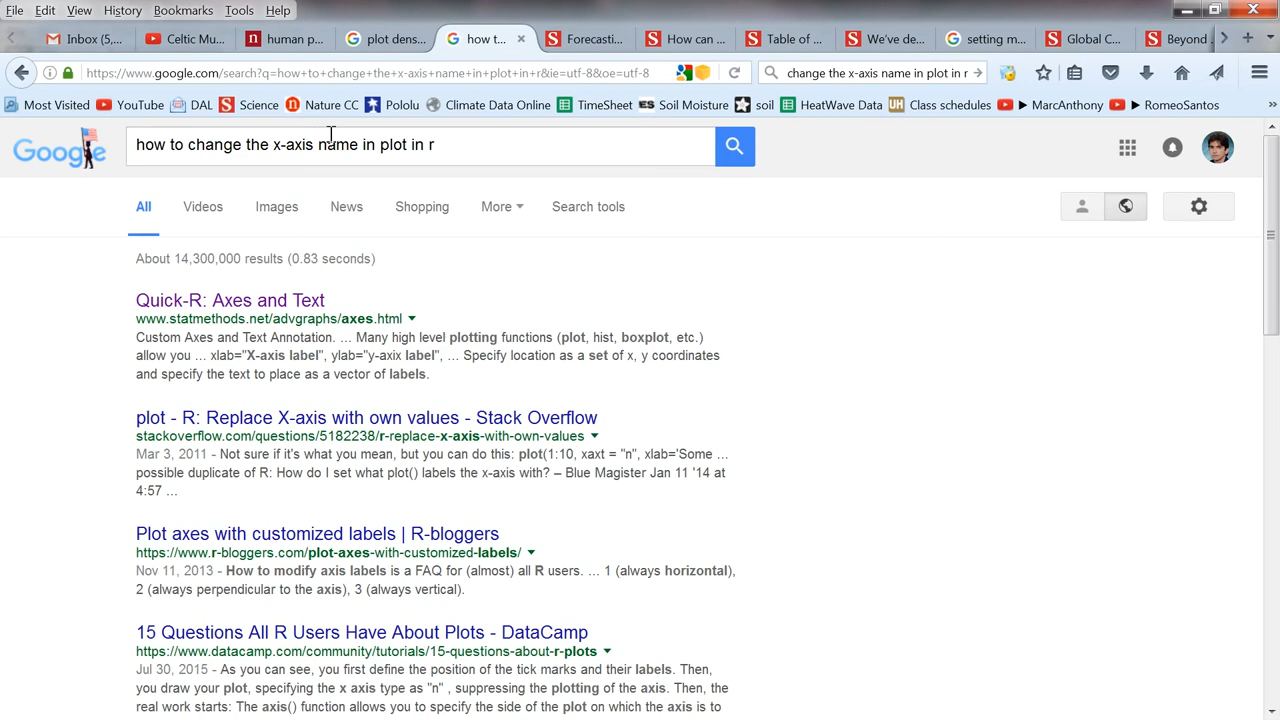 File Edit View History Bookmarks Tools Help
Inbox (5,... Celtic Mu... human p... plot dens... how t... Forecasti... How can ... Table of ... We've de... setting m... Global C... Beyond
https://www.google.com/search?q=how+to+change+the+x-axis+name+in+plot+in+r&ie=utf-8&oe=utf-8 change the x-axis name in plot in r
Most Visited YouTube DAL Science Nature CC Pololu Climate Data Online TimeSheet Soil Moisture soil HeatWave Data Class schedules MarcAnthony RomeoSantos
Google how to change the x-axis name in plot in r
All Videos Images News Shopping More Search tools
About 14,300,000 results (0.83 seconds)
Quick-R: Axes and Text
www.statmethods.net/advgraphs/axes.html
Custom Axes and Text Annotation. ... Many high level plotting functions (plot, hist, boxplot, etc.)
allow you ... xlab="X-axis label", ylab="y-axix label", ... Specify location as a set of x, y coordinates
and specify the text to place as a vector of labels.
plot - R: Replace X-axis with own values - Stack Overflow
stackoverflow.com/questions/5182238/r-replace-x-axis-with-own-values
Mar 3, 2011 - Not sure if it's what you mean, but you can do this: plot(1:10, xaxt = "n", xlab='Some ...
possible duplicate of R: How do I set what plot() labels the x-axis with? – Blue Magister Jan 11 '14 at
4:57 ...
Plot axes with customized labels | R-bloggers
https://www.r-bloggers.com/plot-axes-with-customized-labels/
Nov 11, 2013 - How to modify axis labels is a FAQ for (almost) all R users. ... 1 (always horizontal),
2 (always perpendicular to the axis), 3 (always vertical).
15 Questions All R Users Have About Plots - DataCamp
https://www.datacamp.com/community/tutorials/15-questions-about-r-plots
Jul 30, 2015 - As you can see, you first define the position of the tick marks and their labels. Then,
you draw your plot, specifying the x axis type as "n" , suppressing the plotting of the axis. Then, the
real work starts: The axis() function allows you to specify the side of the plot on which the axis is to